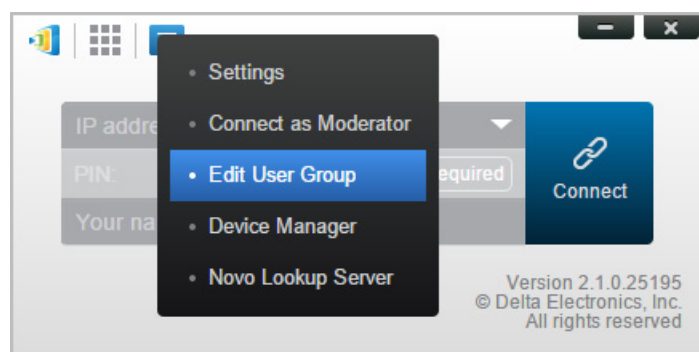 Settings
IP addre
Connect as Moderator
PIN:
Edit User Group
equired
Connect
Your na
Device Manager
Novo Lookup Server
Version 2.1.0.25195
© Delta Electronics, Inc.
All rights reserved